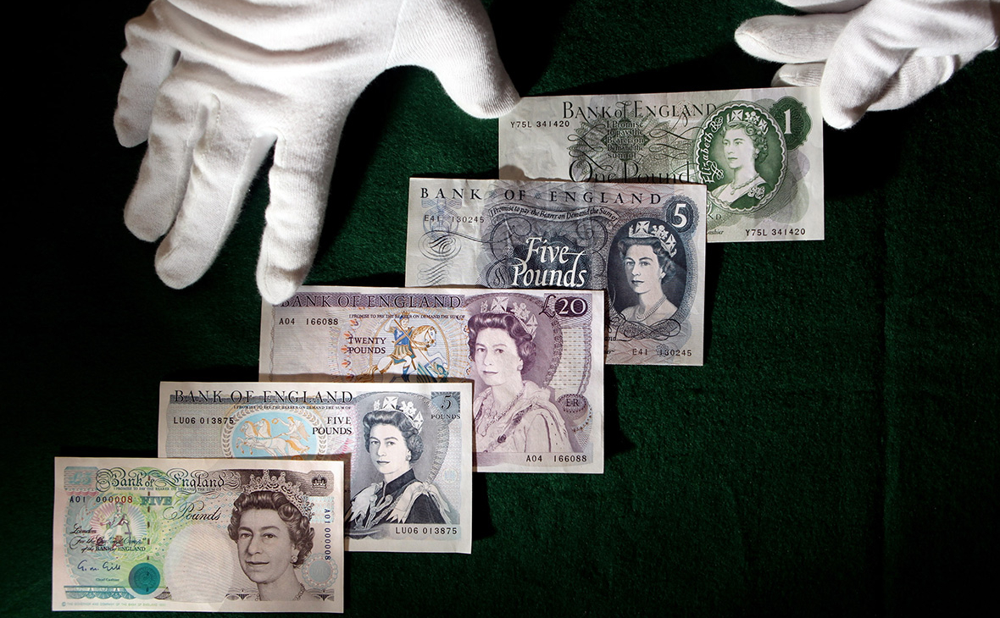 BANK of ENGLAND
1
Y75L 341420
I Promise
to pay the
Bearer on
Demand the
sum of
Elizabeth R
One Pound
Y75L 341420
BANK OF ENGLAND
5
I Promise to pay the Bearer on Demand the Sum of
E41 130245
Five
Pounds
E41 130245
BANK OF ENGLAND
£20
I PROMISE TO PAY THE BEARER ON DEMAND THE SUM OF
A04 166088
TWENTY
POUNDS
ER
A04 166088
BANK OF ENGLAND
5
POUNDS
I PROMISE TO PAY THE BEARER ON DEMAND THE SUM OF
LU06 013875
FIVE
POUNDS
LU06 013875
Bank of England
I PROMISE TO PAY THE BEARER ON DEMAND THE SUM OF
A01 000008
FIVE
Pounds
A01 000008
London
For the Gov. and Comp.
of the BANK of ENGLAND
Chief Cashier